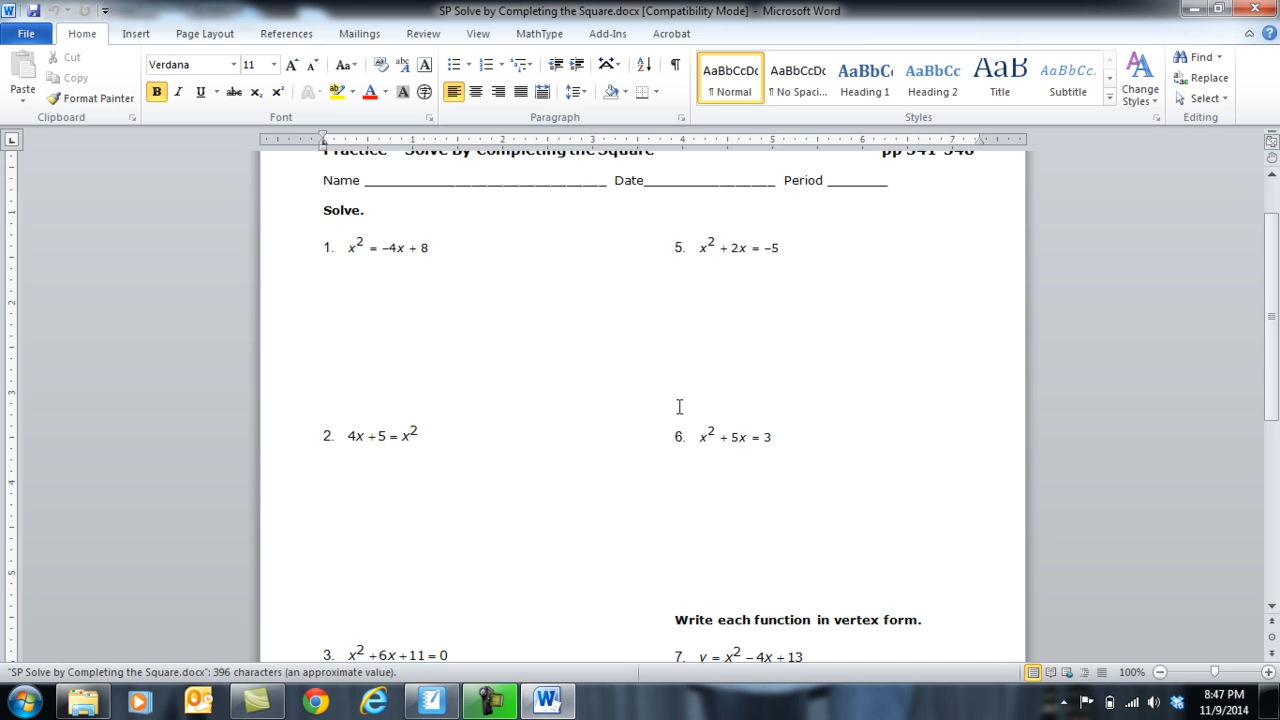 SP Solve by Completing the Square.docx [Compatibility Mode] - Microsoft Word
File Home Insert Page Layout References Mailings Review View MathType Add-Ins Acrobat
Paste
Cut
Copy
Format Painter
Clipboard
Verdana 11
Font
Paragraph
AaBbCcDc ¶ Normal
AaBbCcDc ¶ No Spaci...
AaBbCc Heading 1
AaBbCc Heading 2
AaB Title
AaBbCc. Subtitle
Change Styles
Styles
Find
Replace
Select
Editing
Practice - Solve by Completing the Square pp 341-348
Name ____ Date____ Period ____
Solve.
1. x² = –4x + 8
5. x² + 2x = –5
2. 4x + 5 = x²
6. x² + 5x = 3
Write each function in vertex form.
3. x² + 6x + 11 = 0
7. y = x² – 4x + 13
"SP Solve by Completing the Square.docx": 396 characters (an approximate value).
100%
8:47 PM
11/9/2014